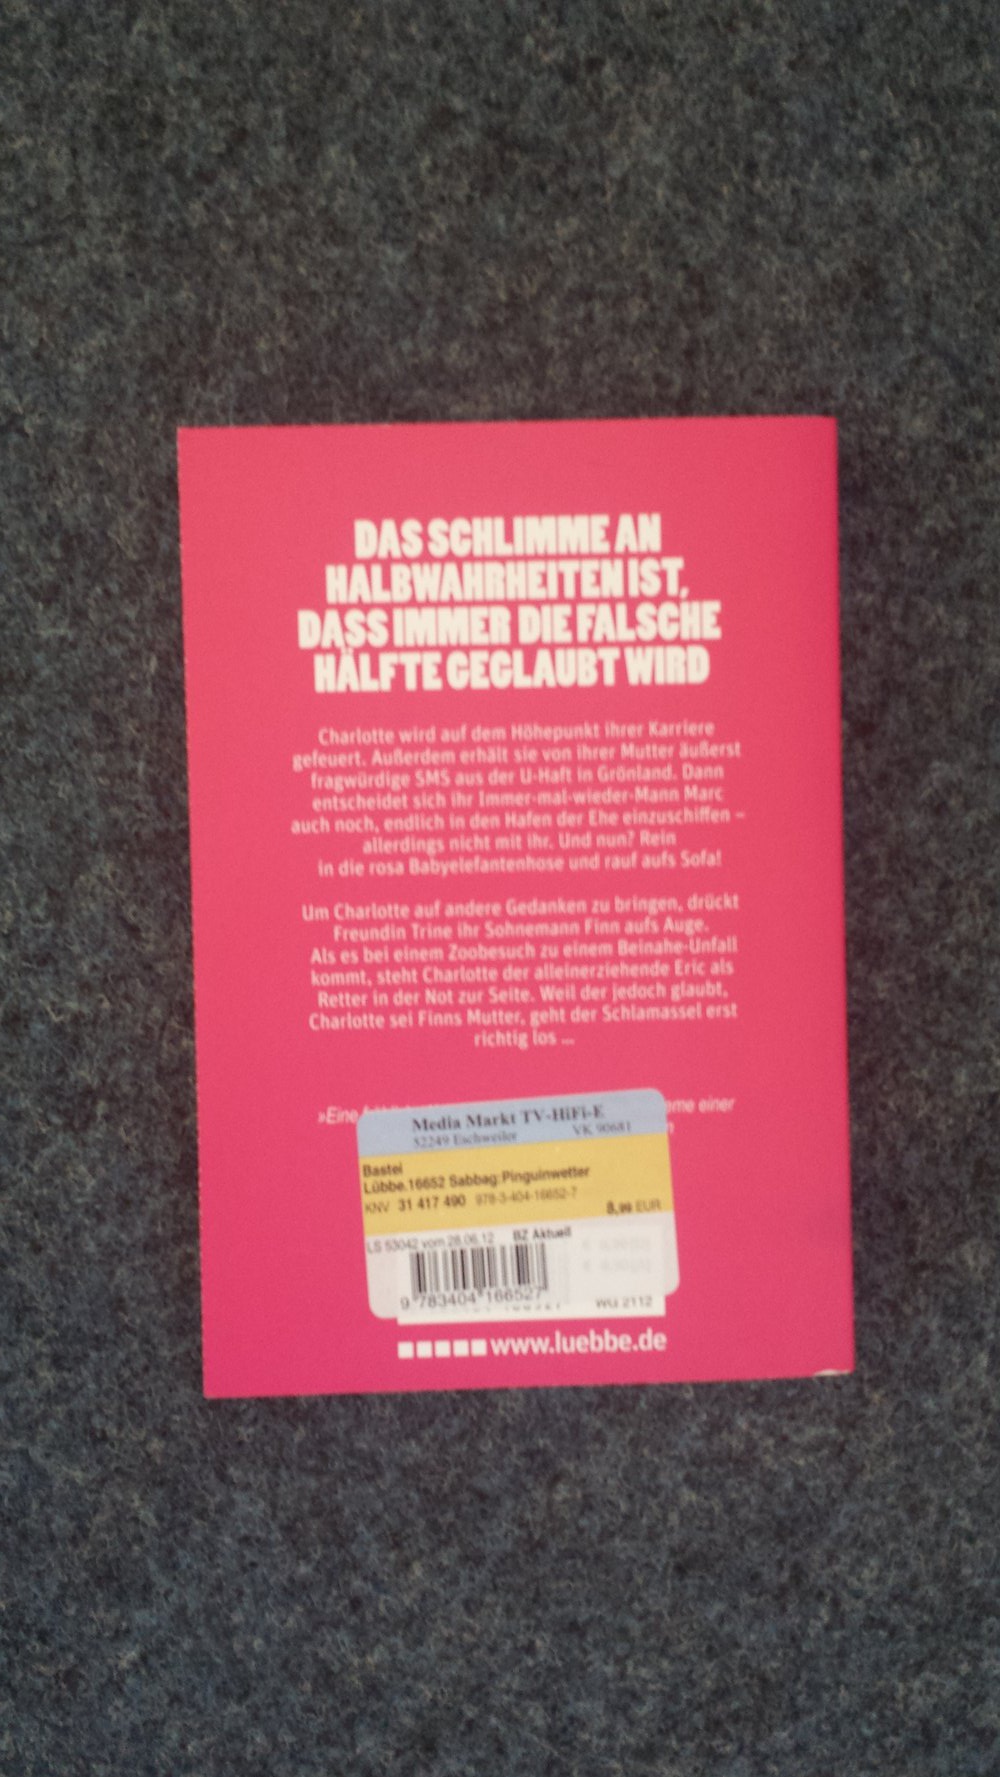 DAS SCHLIMME AN
HALBWAHRHEITEN IST,
DASS IMMER DIE FALSCHE
HÄLFTE GEGLAUBT WIRD
Charlotte wird auf dem Höhepunkt ihrer Karriere
gefeuert. Außerdem erhält sie von ihrer Mutter äußerst
fragwürdige SMS aus der U-Haft in Grönland. Dann
entscheidet sich ihr Immer-mal-wieder-Mann Marc
auch noch, endlich in den Hafen der Ehe einzuschiffen –
allerdings nicht mit ihr. Und nun? Rein
in die rosa Babyelefantenhose und rauf aufs Sofa!
Um Charlotte auf andere Gedanken zu bringen, drückt
Freundin Trine ihr Sohnemann Finn aufs Auge.
Als es bei einem Zoobesuch zu einem Beinahe-Unfall
kommt, steht Charlotte der alleinerziehende Eric als
Retter in der Not zur Seite. Weil der jedoch glaubt,
Charlotte sei Finns Mutter, geht der Schlamassel erst
richtig los ...
»Eine einer
Media Markt TV-HiFi-E
52249 Eschweiler VK 90681
Bastei
Lübbe.16652 Sabbag:Pinguinwetter
KNV 31 417 490 978-3-404-16652-7
8,99 EUR
LS 53042 vom 28.06.12 BZ Aktuell
9 783404 166527
WG 2112
www.luebbe.de